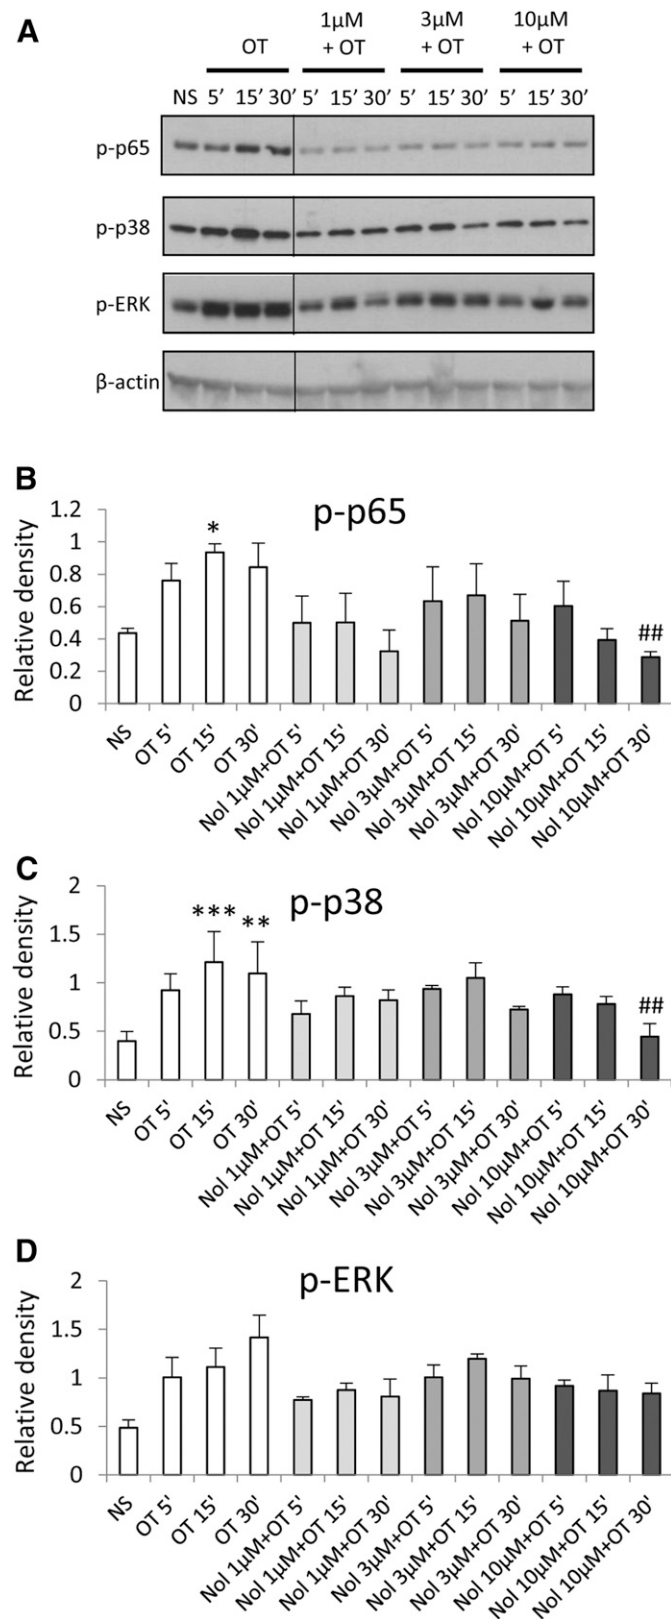 A
OT
1μM + OT
3μM + OT
10μM + OT
NS 5’ 15’ 30’ 5’ 15’ 30’ 5’ 15’ 30’ 5’ 15’ 30’
p-p65
p-p38
p-ERK
β-actin
B
p-p65
Relative density
1.2
1
0.8
0.6
0.4
0.2
0
*
##
NS
OT 5'
OT 15'
OT 30'
Nol 1μM+OT 5'
Nol 1μM+OT 15'
Nol 1μM+OT 30'
Nol 3μM+OT 5'
Nol 3μM+OT 15'
Nol 3μM+OT 30'
Nol 10μM+OT 5'
Nol 10μM+OT 15'
Nol 10μM+OT 30'
C
p-p38
Relative density
2
1.5
1
0.5
0
***
**
##
NS
OT 5'
OT 15'
OT 30'
Nol 1μM+OT 5'
Nol 1μM+OT 15'
Nol 1μM+OT 30'
Nol 3μM+OT 5'
Nol 3μM+OT 15'
Nol 3μM+OT 30'
Nol 10μM+OT 5'
Nol 10μM+OT 15'
Nol 10μM+OT 30'
D
p-ERK
Relative density
2
1.5
1
0.5
0
NS
OT 5'
OT 15'
OT 30'
Nol 1μM+OT 5'
Nol 1μM+OT 15'
Nol 1μM+OT 30'
Nol 3μM+OT 5'
Nol 3μM+OT 15'
Nol 3μM+OT 30'
Nol 10μM+OT 5'
Nol 10μM+OT 15'
Nol 10μM+OT 30'